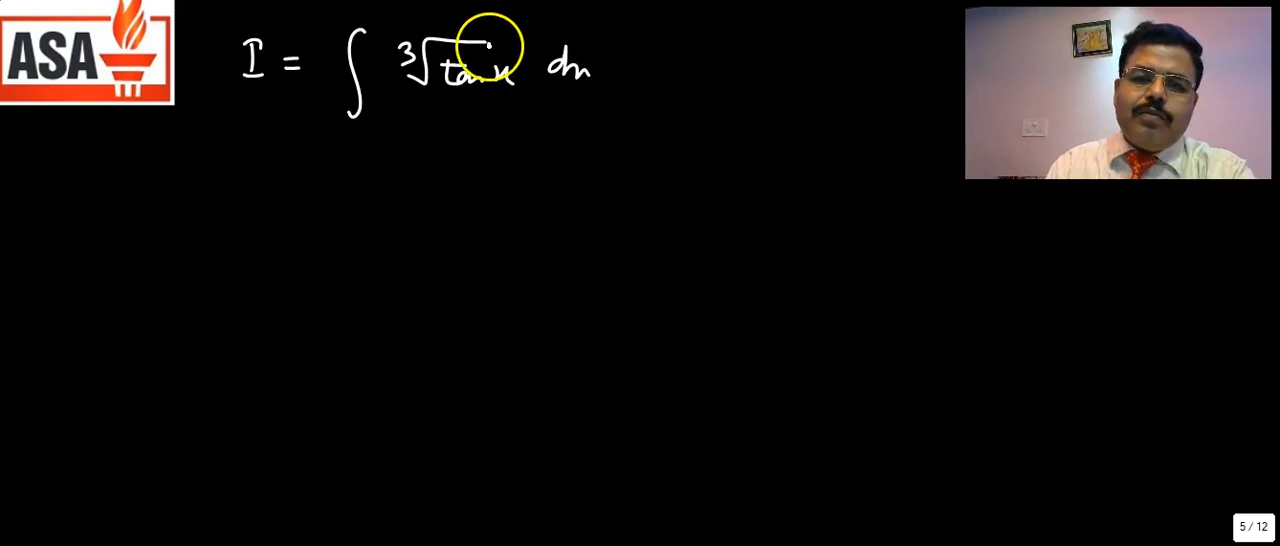 ASA
I = ∫ ∛(tan x) dx
5 / 12